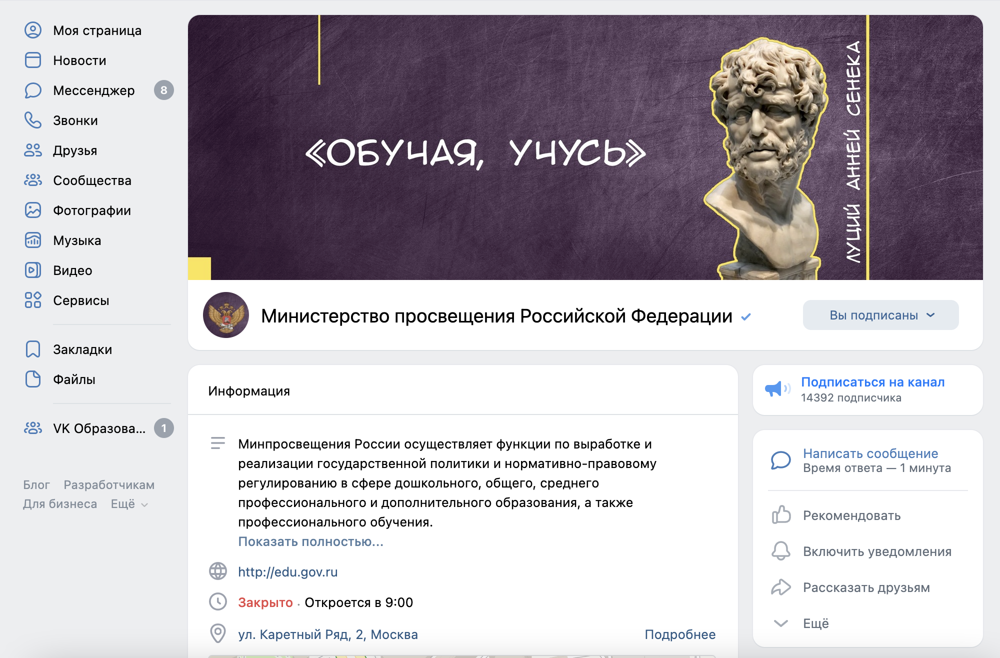 Моя страница
Новости
Мессенджер 8
Звонки
Друзья
Сообщества
Фотографии
Музыка
Видео
Сервисы
Закладки
Файлы
VK Образова... 1
Блог Разработчикам
Для бизнеса Ещё
«ОБУЧАЯ, УЧУСЬ»
ЛУЦИЙ АННЕЙ СЕНЕКА
Министерство просвещения Российской Федерации
Вы подписаны
Информация
Минпросвещения России осуществляет функции по выработке и
реализации государственной политики и нормативно-правовому
регулированию в сфере дошкольного, общего, среднего
профессионального и дополнительного образования, а также
профессионального обучения.
Показать полностью...
http://edu.gov.ru
Закрыто · Откроется в 9:00
ул. Каретный Ряд, 2, Москва Подробнее
Подписаться на канал
14392 подписчика
Написать сообщение
Время ответа — 1 минута
Рекомендовать
Включить уведомления
Рассказать друзьям
Ещё